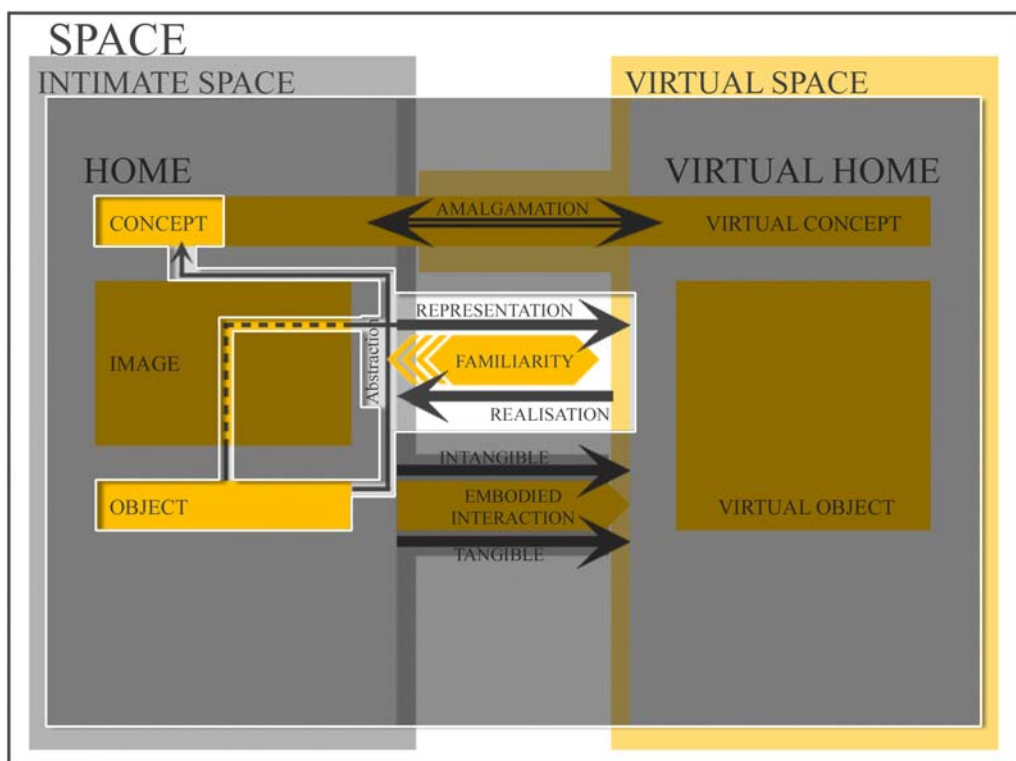 SPACE
INTIMATE SPACE
VIRTUAL SPACE
HOME
VIRTUAL HOME
CONCEPT
AMALGAMATION
VIRTUAL CONCEPT
REPRESENTATION
IMAGE
Abstraction
FAMILIARITY
REALISATION
INTANGIBLE
OBJECT
EMBODIED
INTERACTION
VIRTUAL OBJECT
TANGIBLE